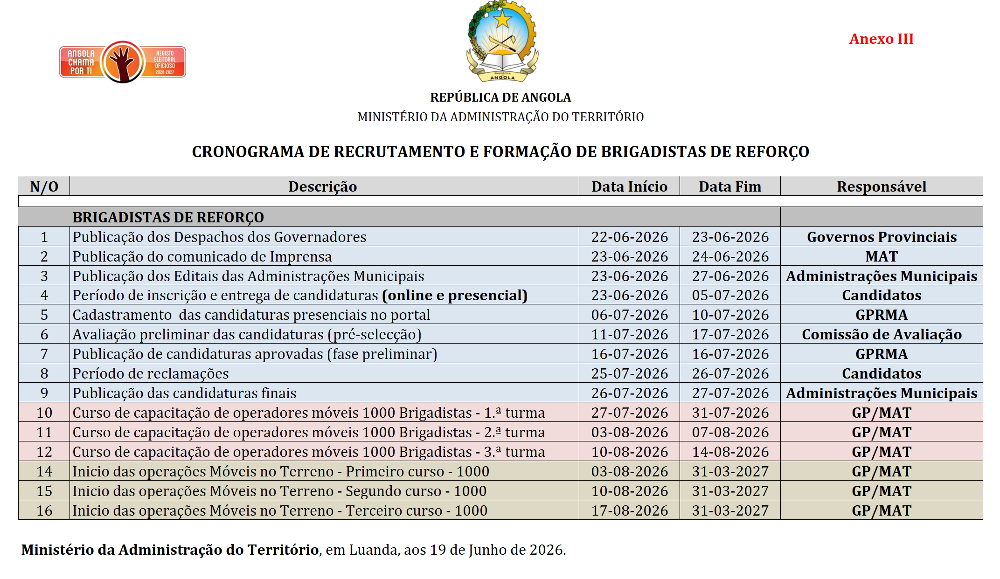 Anexo III
ANGOLA
CHAMA
POR TI
REGISTO
ELEITORAL
OFICIOSO
2026-2027
República
de
ANGOLA
REPÚBLICA DE ANGOLA
MINISTÉRIO DA ADMINISTRAÇÃO DO TERRITÓRIO
CRONOGRAMA DE RECRUTAMENTO E FORMAÇÃO DE BRIGADISTAS DE REFORÇO
N/O Descrição Data Início Data Fim Responsável
BRIGADISTAS DE REFORÇO
1 Publicação dos Despachos dos Governadores 22-06-2026 23-06-2026 Governos Provinciais
2 Publicação do comunicado de Imprensa 23-06-2026 24-06-2026 MAT
3 Publicação dos Editais das Administrações Municipais 23-06-2026 27-06-2026 Administrações Municipais
4 Período de inscrição e entrega de candidaturas (online e presencial) 23-06-2026 05-07-2026 Candidatos
5 Cadastramento das candidaturas presenciais no portal 06-07-2026 10-07-2026 GPRMA
6 Avaliação preliminar das candidaturas (pré-selecção) 11-07-2026 17-07-2026 Comissão de Avaliação
7 Publicação de candidaturas aprovadas (fase preliminar) 16-07-2026 16-07-2026 GPRMA
8 Período de reclamações 25-07-2026 26-07-2026 Candidatos
9 Publicação das candidaturas finais 26-07-2026 27-07-2026 Administrações Municipais
10 Curso de capacitação de operadores móveis 1000 Brigadistas - 1.ª turma 27-07-2026 31-07-2026 GP/MAT
11 Curso de capacitação de operadores móveis 1000 Brigadistas - 2.ª turma 03-08-2026 07-08-2026 GP/MAT
12 Curso de capacitação de operadores móveis 1000 Brigadistas - 3.ª turma 10-08-2026 14-08-2026 GP/MAT
14 Inicio das operações Móveis no Terreno - Primeiro curso - 1000 03-08-2026 31-03-2027 GP/MAT
15 Inicio das operações Móveis no Terreno - Segundo curso - 1000 10-08-2026 31-03-2027 GP/MAT
16 Inicio das operações Móveis no Terreno - Terceiro curso - 1000 17-08-2026 31-03-2027 GP/MAT
Ministério da Administração do Território, em Luanda, aos 19 de Junho de 2026.